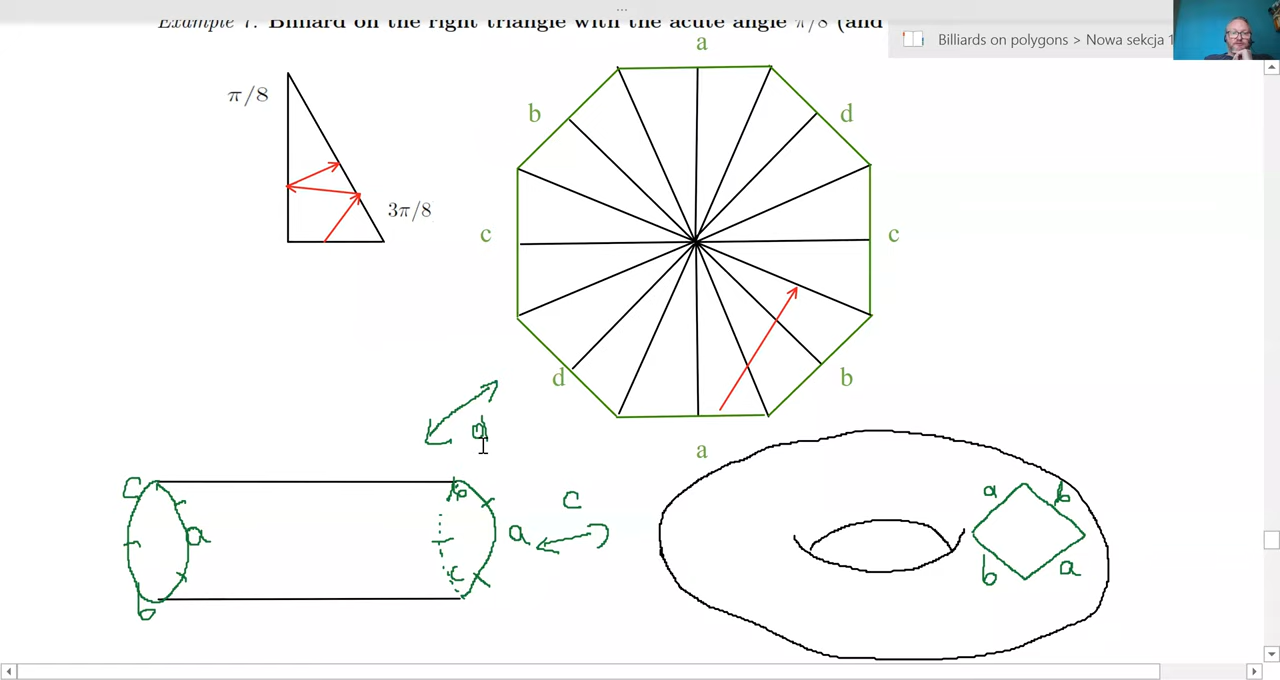 Example 7. Billiard on the right triangle with the acute angle π/8 (and
Billiards on polygons > Nowa sekcja 1
π/8
3π/8
a
b
d
c
c
d
b
a
d
c
b
c
a
a
b
c
a
b
b
a